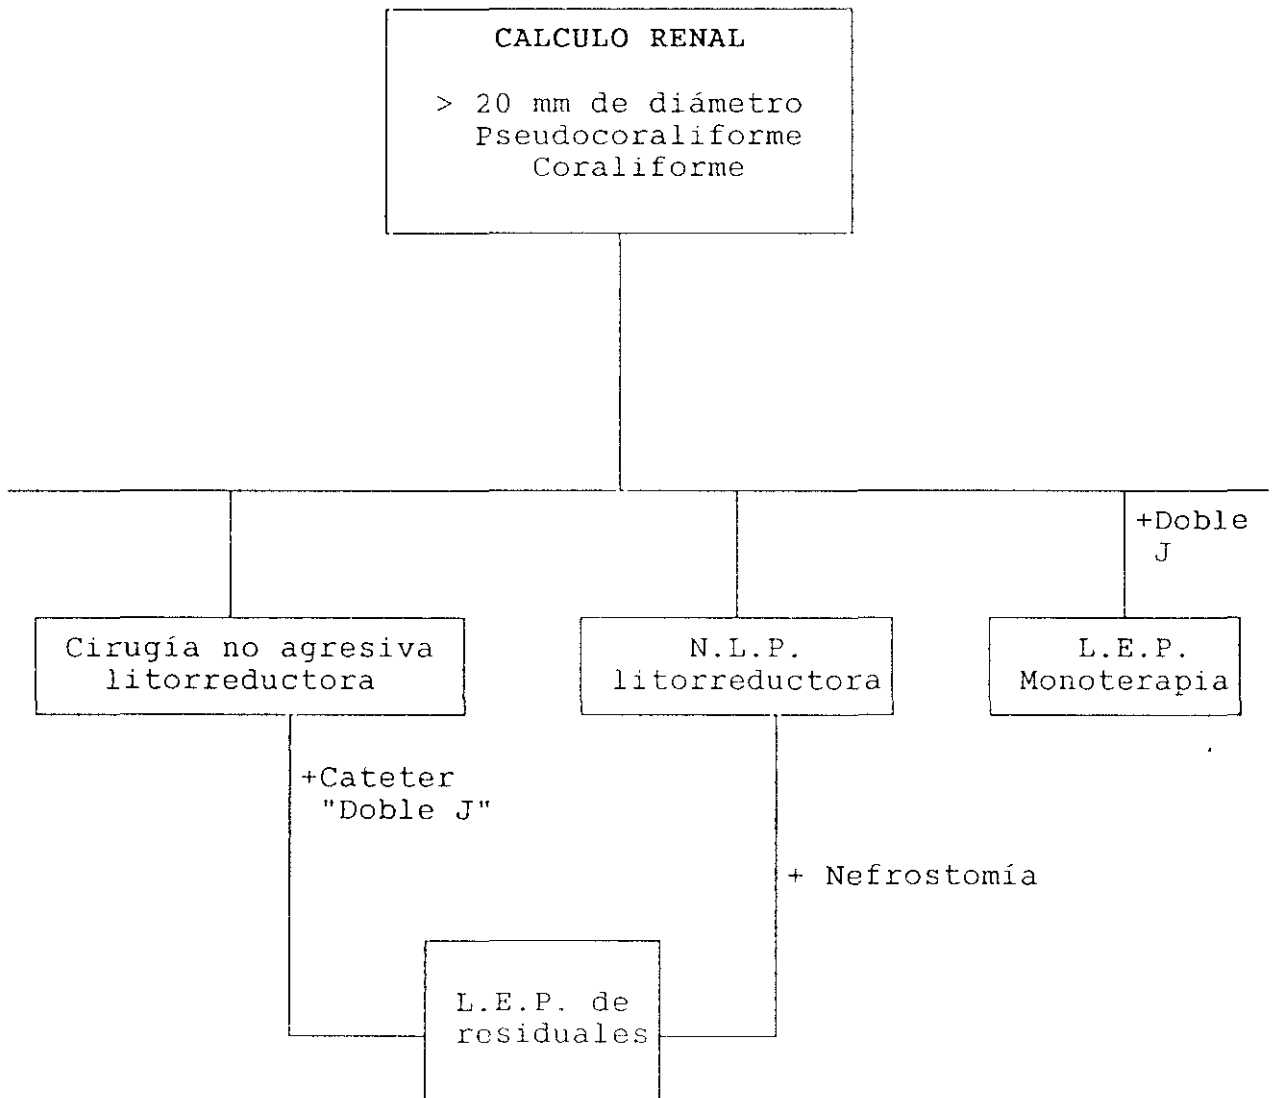 CALCULO RENAL
> 20 mm de diámetro
Pseudocoraliforme
Coraliforme
+Doble
J
Cirugía no agresiva
litorreductora
N.L.P.
litorreductora
L.E.P.
Monoterapia
+Cateter
"Doble J"
+ Nefrostomía
L.E.P. de
residuales